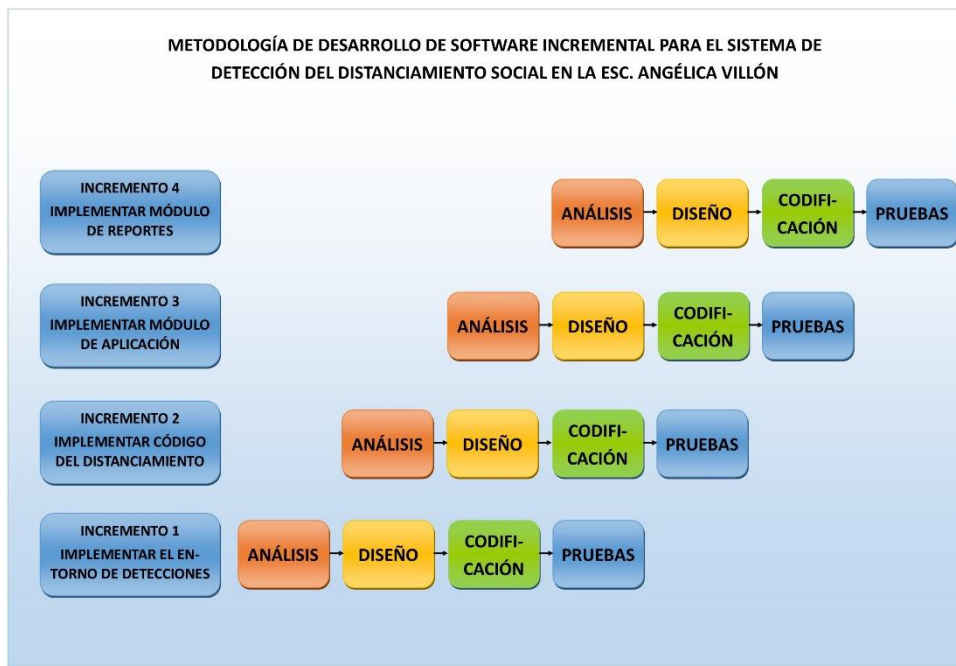 METODOLOGÍA DE DESARROLLO DE SOFTWARE INCREMENTAL PARA EL SISTEMA DE
DETECCIÓN DEL DISTANCIAMIENTO SOCIAL EN LA ESC. ANGÉLICA VILLÓN
INCREMENTO 4
IMPLEMENTAR MÓDULO
DE REPORTES
ANÁLISIS
DISEÑO
CODIFI-
CACIÓN
PRUEBAS
INCREMENTO 3
IMPLEMENTAR MÓDULO
DE APLICACIÓN
ANÁLISIS
DISEÑO
CODIFI-
CACIÓN
PRUEBAS
INCREMENTO 2
IMPLEMENTAR CÓDIGO
DEL DISTANCIAMIENTO
ANÁLISIS
DISEÑO
CODIFI-
CACIÓN
PRUEBAS
INCREMENTO 1
IMPLEMENTAR EL EN-
TORNO DE DETECCIONES
ANÁLISIS
DISEÑO
CODIFI-
CACIÓN
PRUEBAS